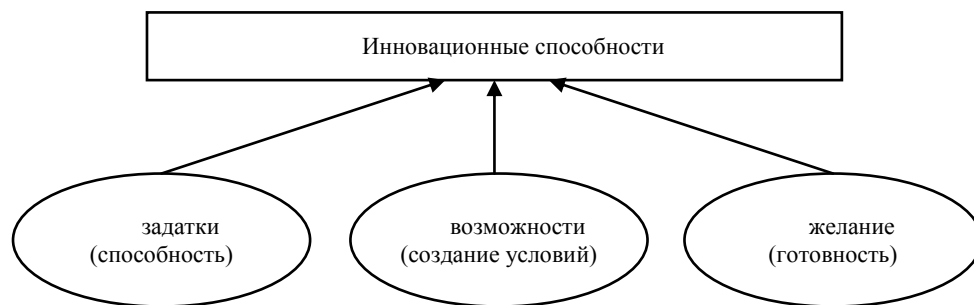 Инновационные способности
задатки
(способность)
возможности
(создание условий)
желание
(готовность)